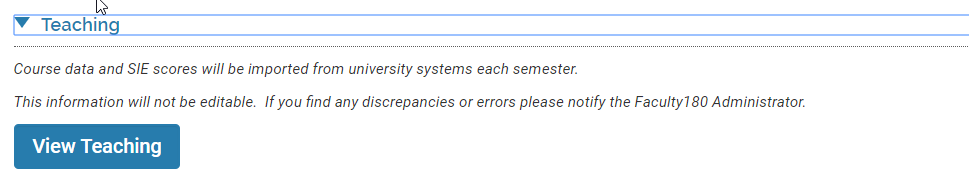 Teaching
Course data and SIE scores will be imported from university systems each semester.
This information will not be editable.  If you find any discrepancies or errors please notify the Faculty180 Administrator.
View Teaching